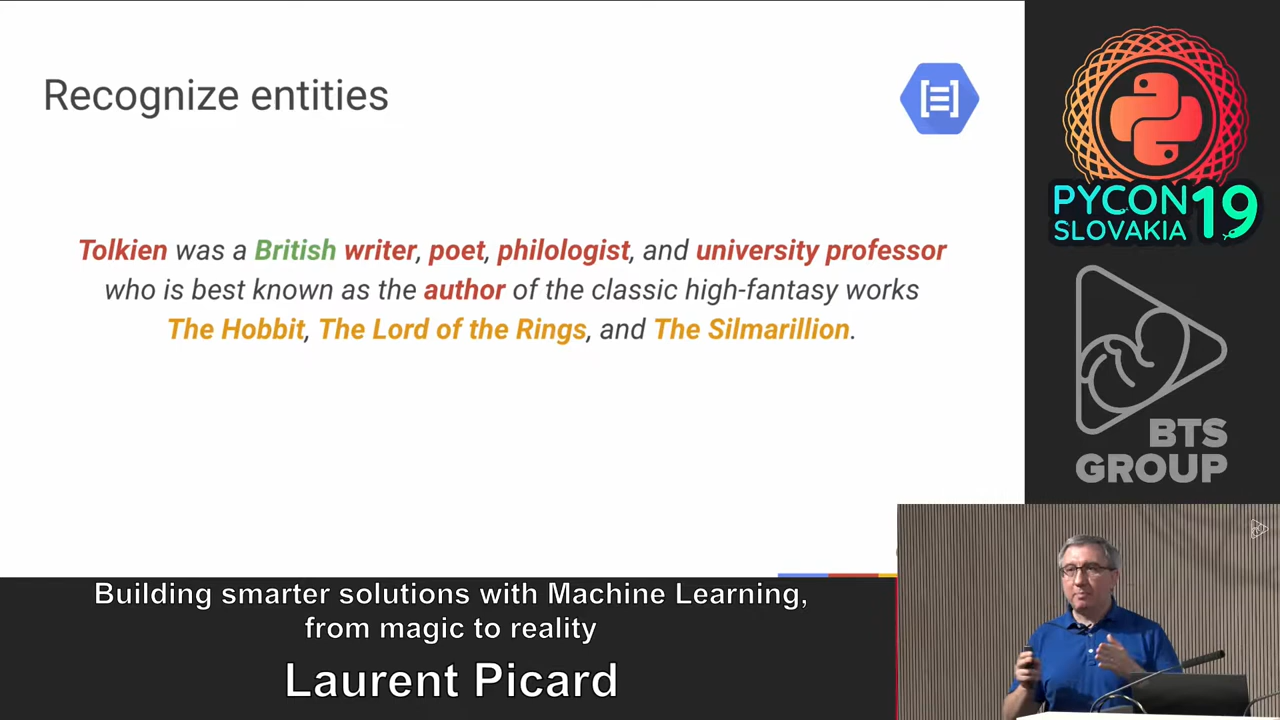 Recognize entities
Tolkien was a British writer, poet, philologist, and university professor
who is best known as the author of the classic high-fantasy works
The Hobbit, The Lord of the Rings, and The Silmarillion.
PYCON 19
SLOVAKIA
BTS
GROUP
Building smarter solutions with Machine Learning,
from magic to reality
Laurent Picard